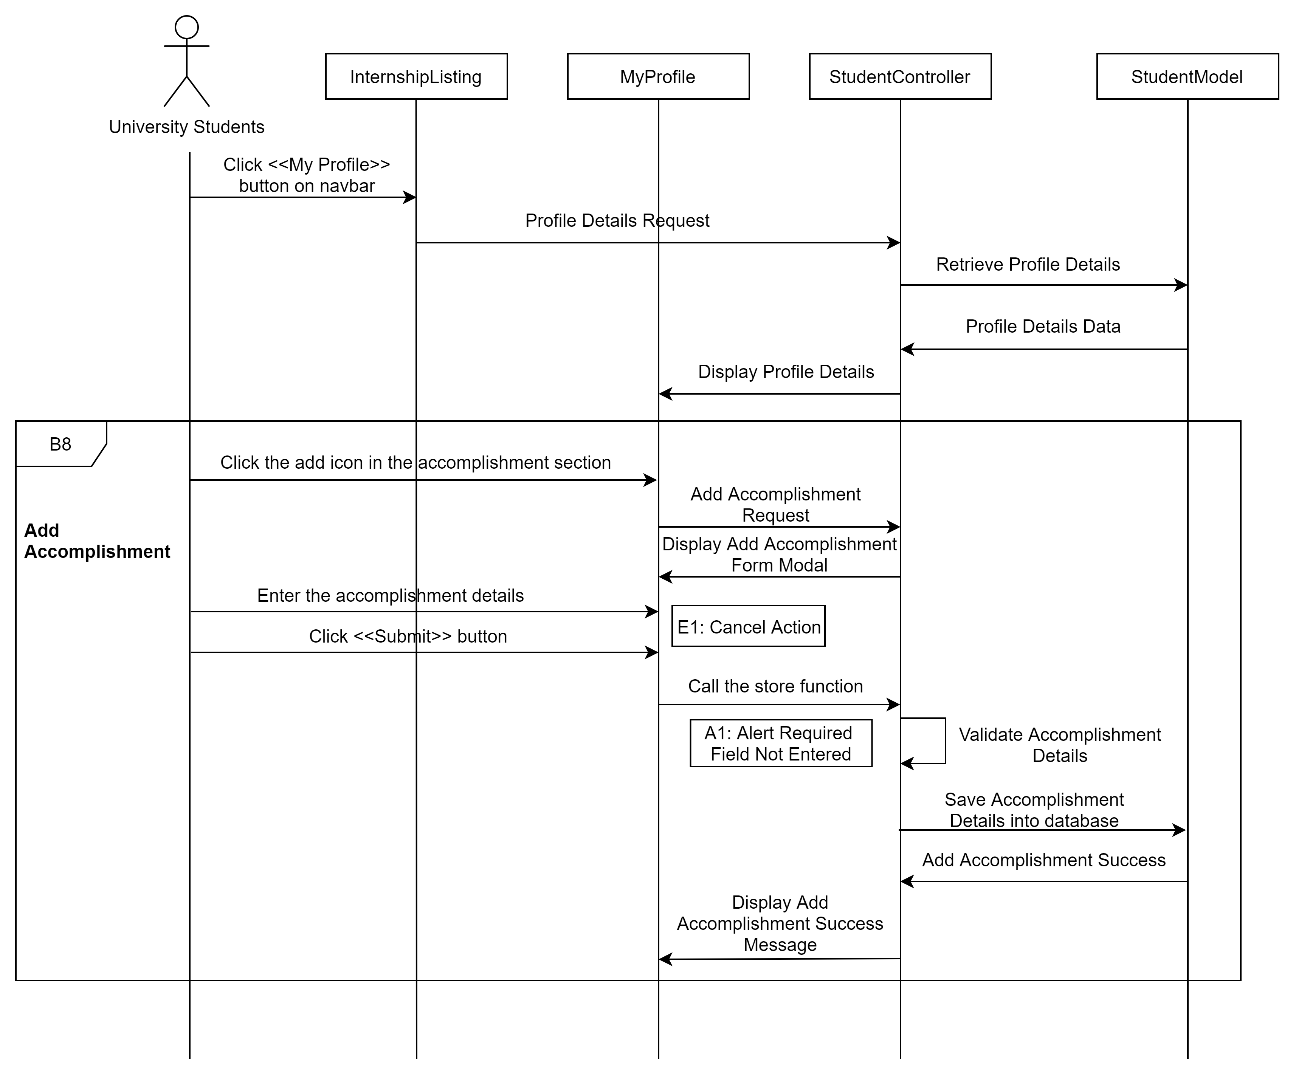 InternshipListing
MyProfile
StudentController
StudentModel
University Students
Click <<My Profile>>
button on navbar
Profile Details Request
Retrieve Profile Details
Profile Details Data
Display Profile Details
B8
Click the add icon in the accomplishment section
Add Accomplishment
Request
Add
Accomplishment
Display Add Accomplishment
Form Modal
Enter the accomplishment details
E1: Cancel Action
Click <<Submit>> button
Call the store function
A1: Alert Required
Field Not Entered
Validate Accomplishment
Details
Save Accomplishment
Details into database
Add Accomplishment Success
Display Add
Accomplishment Success
Message